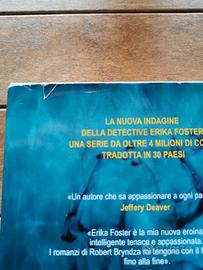 LA NUOVA INDAGINE
DELLA DETECTIVE ERIKA FOSTER
UNA SERIE DA OLTRE 4 MILIONI DI CO
TRADOTTA IN 30 PAESI
«Un autore che sa appassionare a ogni pa
Jeffery Deaver
«Erika Foster è la mia nuova eroina
intelligente tenace e appassionata.
I romanzi di Robert Bryndza mi tengono con il f
fino alla fine».